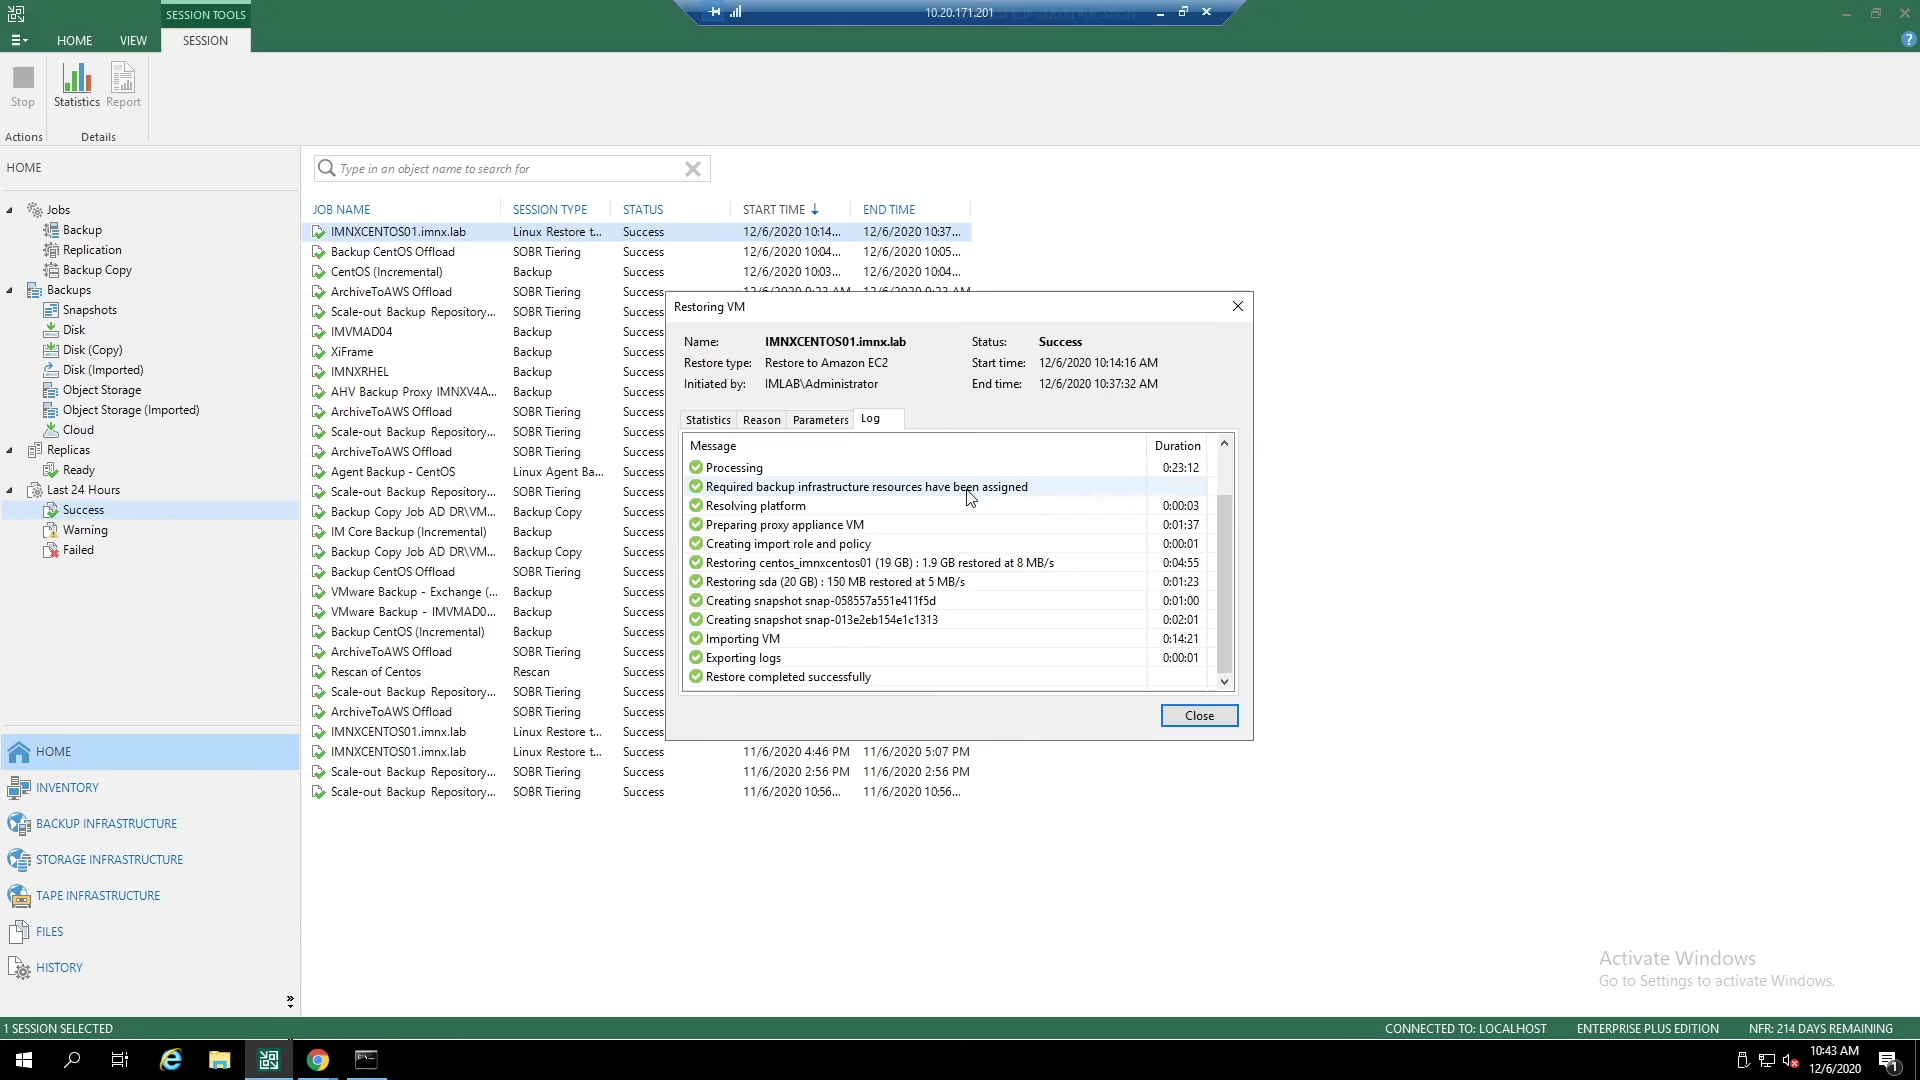 SESSION TOOLS
10.20.171.201
HOME
VIEW
SESSION
Stop
Statistics
Report
Actions
Details
HOME
Type in an object name to search for
Jobs
Backup
Replication
Backup Copy
Backups
Snapshots
Disk
Disk (Copy)
Disk (Imported)
Object Storage
Object Storage (Imported)
Cloud
Replicas
Ready
Last 24 Hours
Success
Warning
Failed
HOME
INVENTORY
BACKUP INFRASTRUCTURE
STORAGE INFRASTRUCTURE
TAPE INFRASTRUCTURE
FILES
HISTORY
JOB NAME SESSION TYPE STATUS START TIME END TIME
IMNXCENTOS01.imnx.lab Linux Restore t... Success 12/6/2020 10:14... 12/6/2020 10:37...
Backup CentOS Offload SOBR Tiering Success 12/6/2020 10:04... 12/6/2020 10:05...
CentOS (Incremental) Backup Success 12/6/2020 10:03... 12/6/2020 10:04...
ArchiveToAWS Offload SOBR Tiering Success 12/6/2020 9:23 AM 12/6/2020 9:23 AM
Scale-out Backup Repository... SOBR Tiering Success
IMVMAD04 Backup Success
XiFrame Backup Success
IMNXRHEL Backup Success
AHV Backup Proxy IMNXV4A... Backup Success
ArchiveToAWS Offload SOBR Tiering Success
Scale-out Backup Repository... SOBR Tiering Success
ArchiveToAWS Offload SOBR Tiering Success
Agent Backup - CentOS Linux Agent Ba... Success
Scale-out Backup Repository... SOBR Tiering Success
Backup Copy Job AD DR\VM... Backup Copy Success
IM Core Backup (Incremental) Backup Success
Backup Copy Job AD DR\VM... Backup Copy Success
Backup CentOS Offload SOBR Tiering Success
VMware Backup - Exchange (... Backup Success
VMware Backup - IMVMAD0... Backup Success
Backup CentOS (Incremental) Backup Success
ArchiveToAWS Offload SOBR Tiering Success
Rescan of Centos Rescan Success
Scale-out Backup Repository... SOBR Tiering Success
ArchiveToAWS Offload SOBR Tiering Success
IMNXCENTOS01.imnx.lab Linux Restore t... Success
IMNXCENTOS01.imnx.lab Linux Restore t... Success 11/6/2020 4:46 PM 11/6/2020 5:07 PM
Scale-out Backup Repository... SOBR Tiering Success 11/6/2020 2:56 PM 11/6/2020 2:56 PM
Scale-out Backup Repository... SOBR Tiering Success 11/6/2020 10:56... 11/6/2020 10:56...
Restoring VM
Name: IMNXCENTOS01.imnx.lab Status: Success
Restore type: Restore to Amazon EC2 Start time: 12/6/2020 10:14:16 AM
Initiated by: IMLAB\Administrator End time: 12/6/2020 10:37:32 AM
Statistics Reason Parameters Log
Message Duration
Processing 0:23:12
Required backup infrastructure resources have been assigned
Resolving platform 0:00:03
Preparing proxy appliance VM 0:01:37
Creating import role and policy 0:00:01
Restoring centos_imnxcentos01 (19 GB) : 1.9 GB restored at 8 MB/s 0:04:55
Restoring sda (20 GB) : 150 MB restored at 5 MB/s 0:01:23
Creating snapshot snap-058557a551e411f5d 0:01:00
Creating snapshot snap-013e2eb154e1c1313 0:02:01
Importing VM 0:14:21
Exporting logs 0:00:01
Restore completed successfully
Close
Activate Windows
Go to Settings to activate Windows.
1 SESSION SELECTED
CONNECTED TO: LOCALHOST ENTERPRISE PLUS EDITION NFR: 214 DAYS REMAINING
10:43 AM
12/6/2020
1